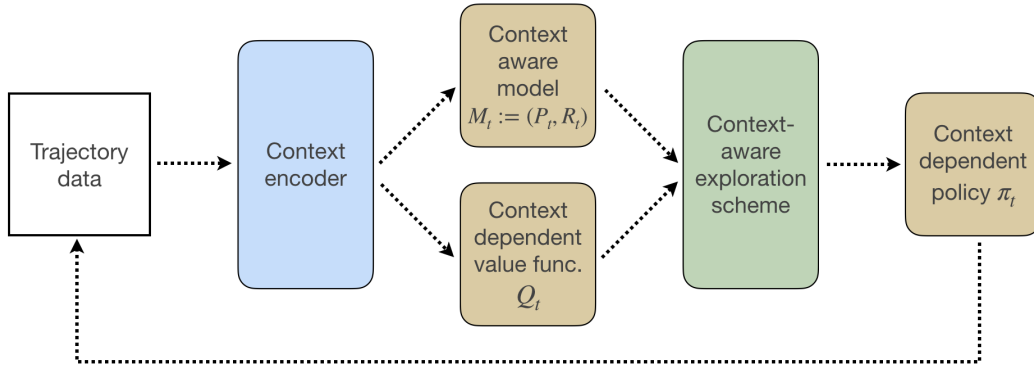 Trajectory
data
Context
encoder
Context
aware
model
M_t := (P_t, R_t)
Context
dependent
value func.
Q_t
Context-
aware
exploration
scheme
Context
dependent
policy π_t